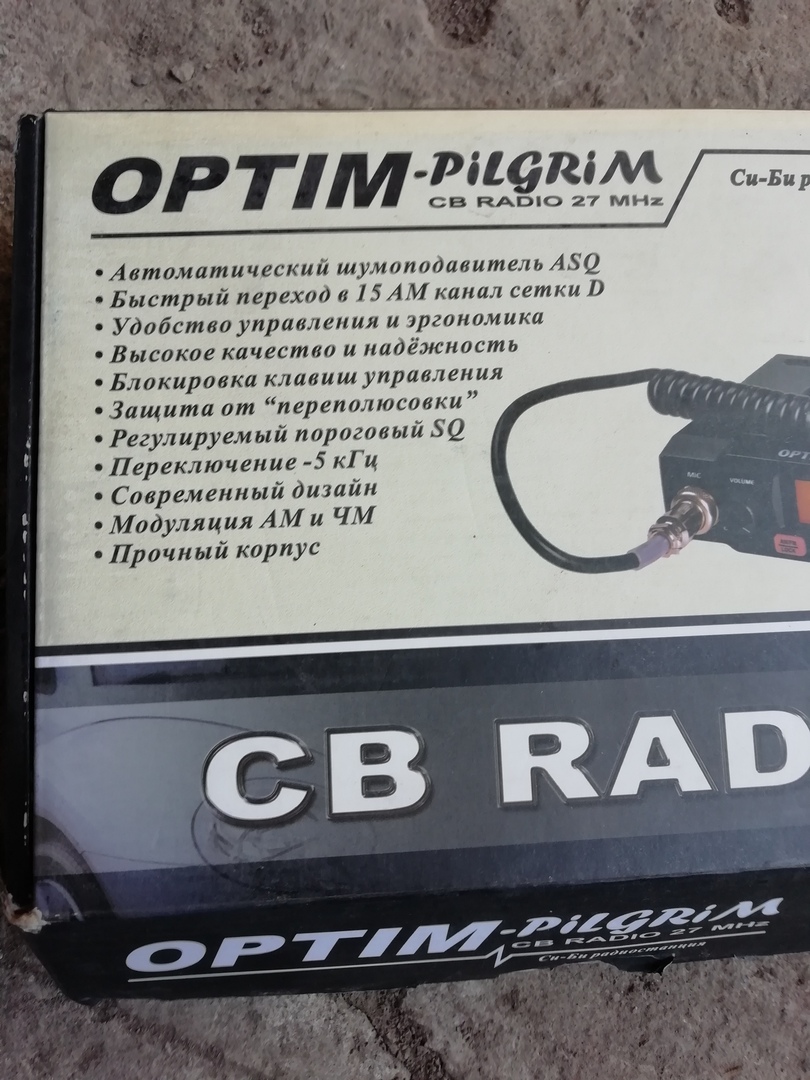 OPTIM-PiLGRiM
CB RADIO 27 MHz
Си-Би р
• Автоматический шумоподавитель ASQ
• Быстрый переход в 15 АМ канал сетки D
• Удобство управления и эргономика
• Высокое качество и надёжность
• Блокировка клавиш управления
• Защита от “переполюсовки”
• Регулируемый пороговый SQ
• Переключение -5 кГц
• Современный дизайн
• Модуляция АМ и ЧМ
• Прочный корпус
OPT
MIC
VOLUME
CB RAD
OPTIM-PiLGRiM
CB RADIO 27 MHz
Си-Би радиостанция